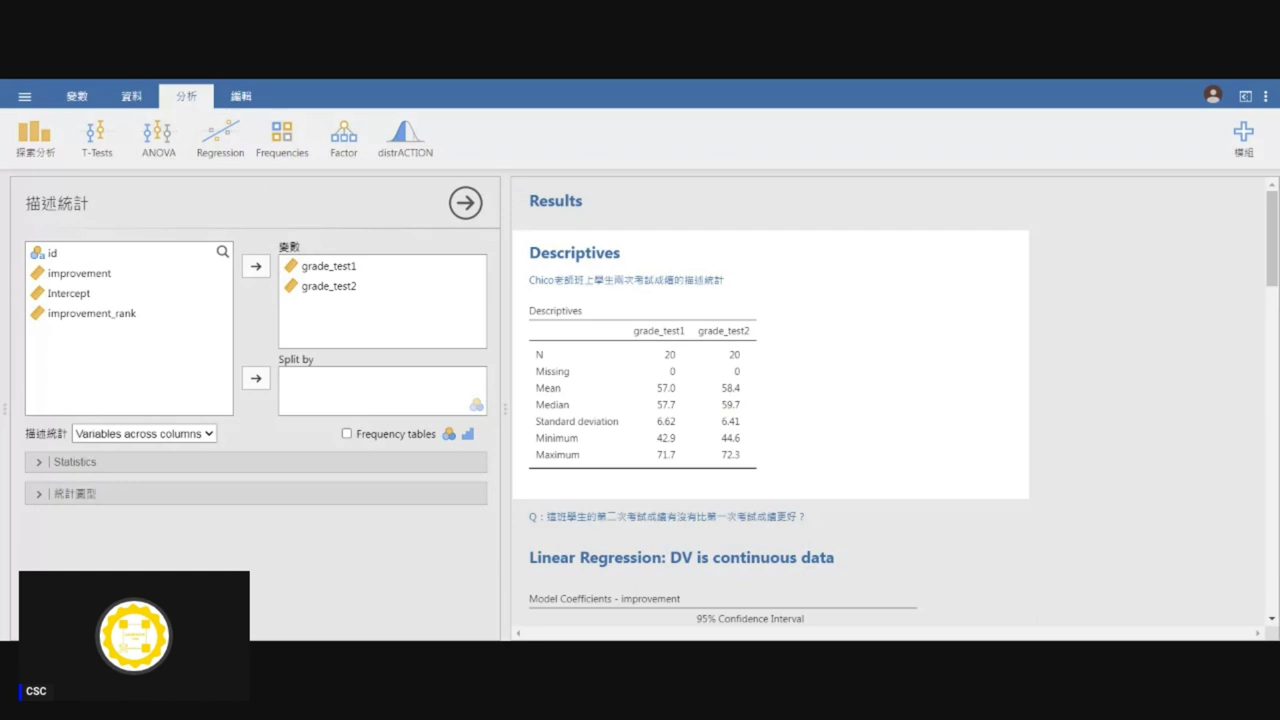 變數 資料 分析 編輯
探索分析 T-Tests ANOVA Regression Frequencies Factor distrACTION 模組
描述統計
id
improvement
Intercept
improvement_rank
變數
grade_test1
grade_test2
Split by
描述統計 Variables across columns Frequency tables
Statistics
統計圖型
Results
Descriptives
Chico老師班上學生兩次考試成績的描述統計
Descriptives
grade_test1 grade_test2
N 20 20
Missing 0 0
Mean 57.0 58.4
Median 57.7 59.7
Standard deviation 6.62 6.41
Minimum 42.9 44.6
Maximum 71.7 72.3
Q：這班學生的第二次考試成績有沒有比第一次考試成績更好？
Linear Regression: DV is continuous data
Model Coefficients - improvement
95% Confidence Interval
CSC